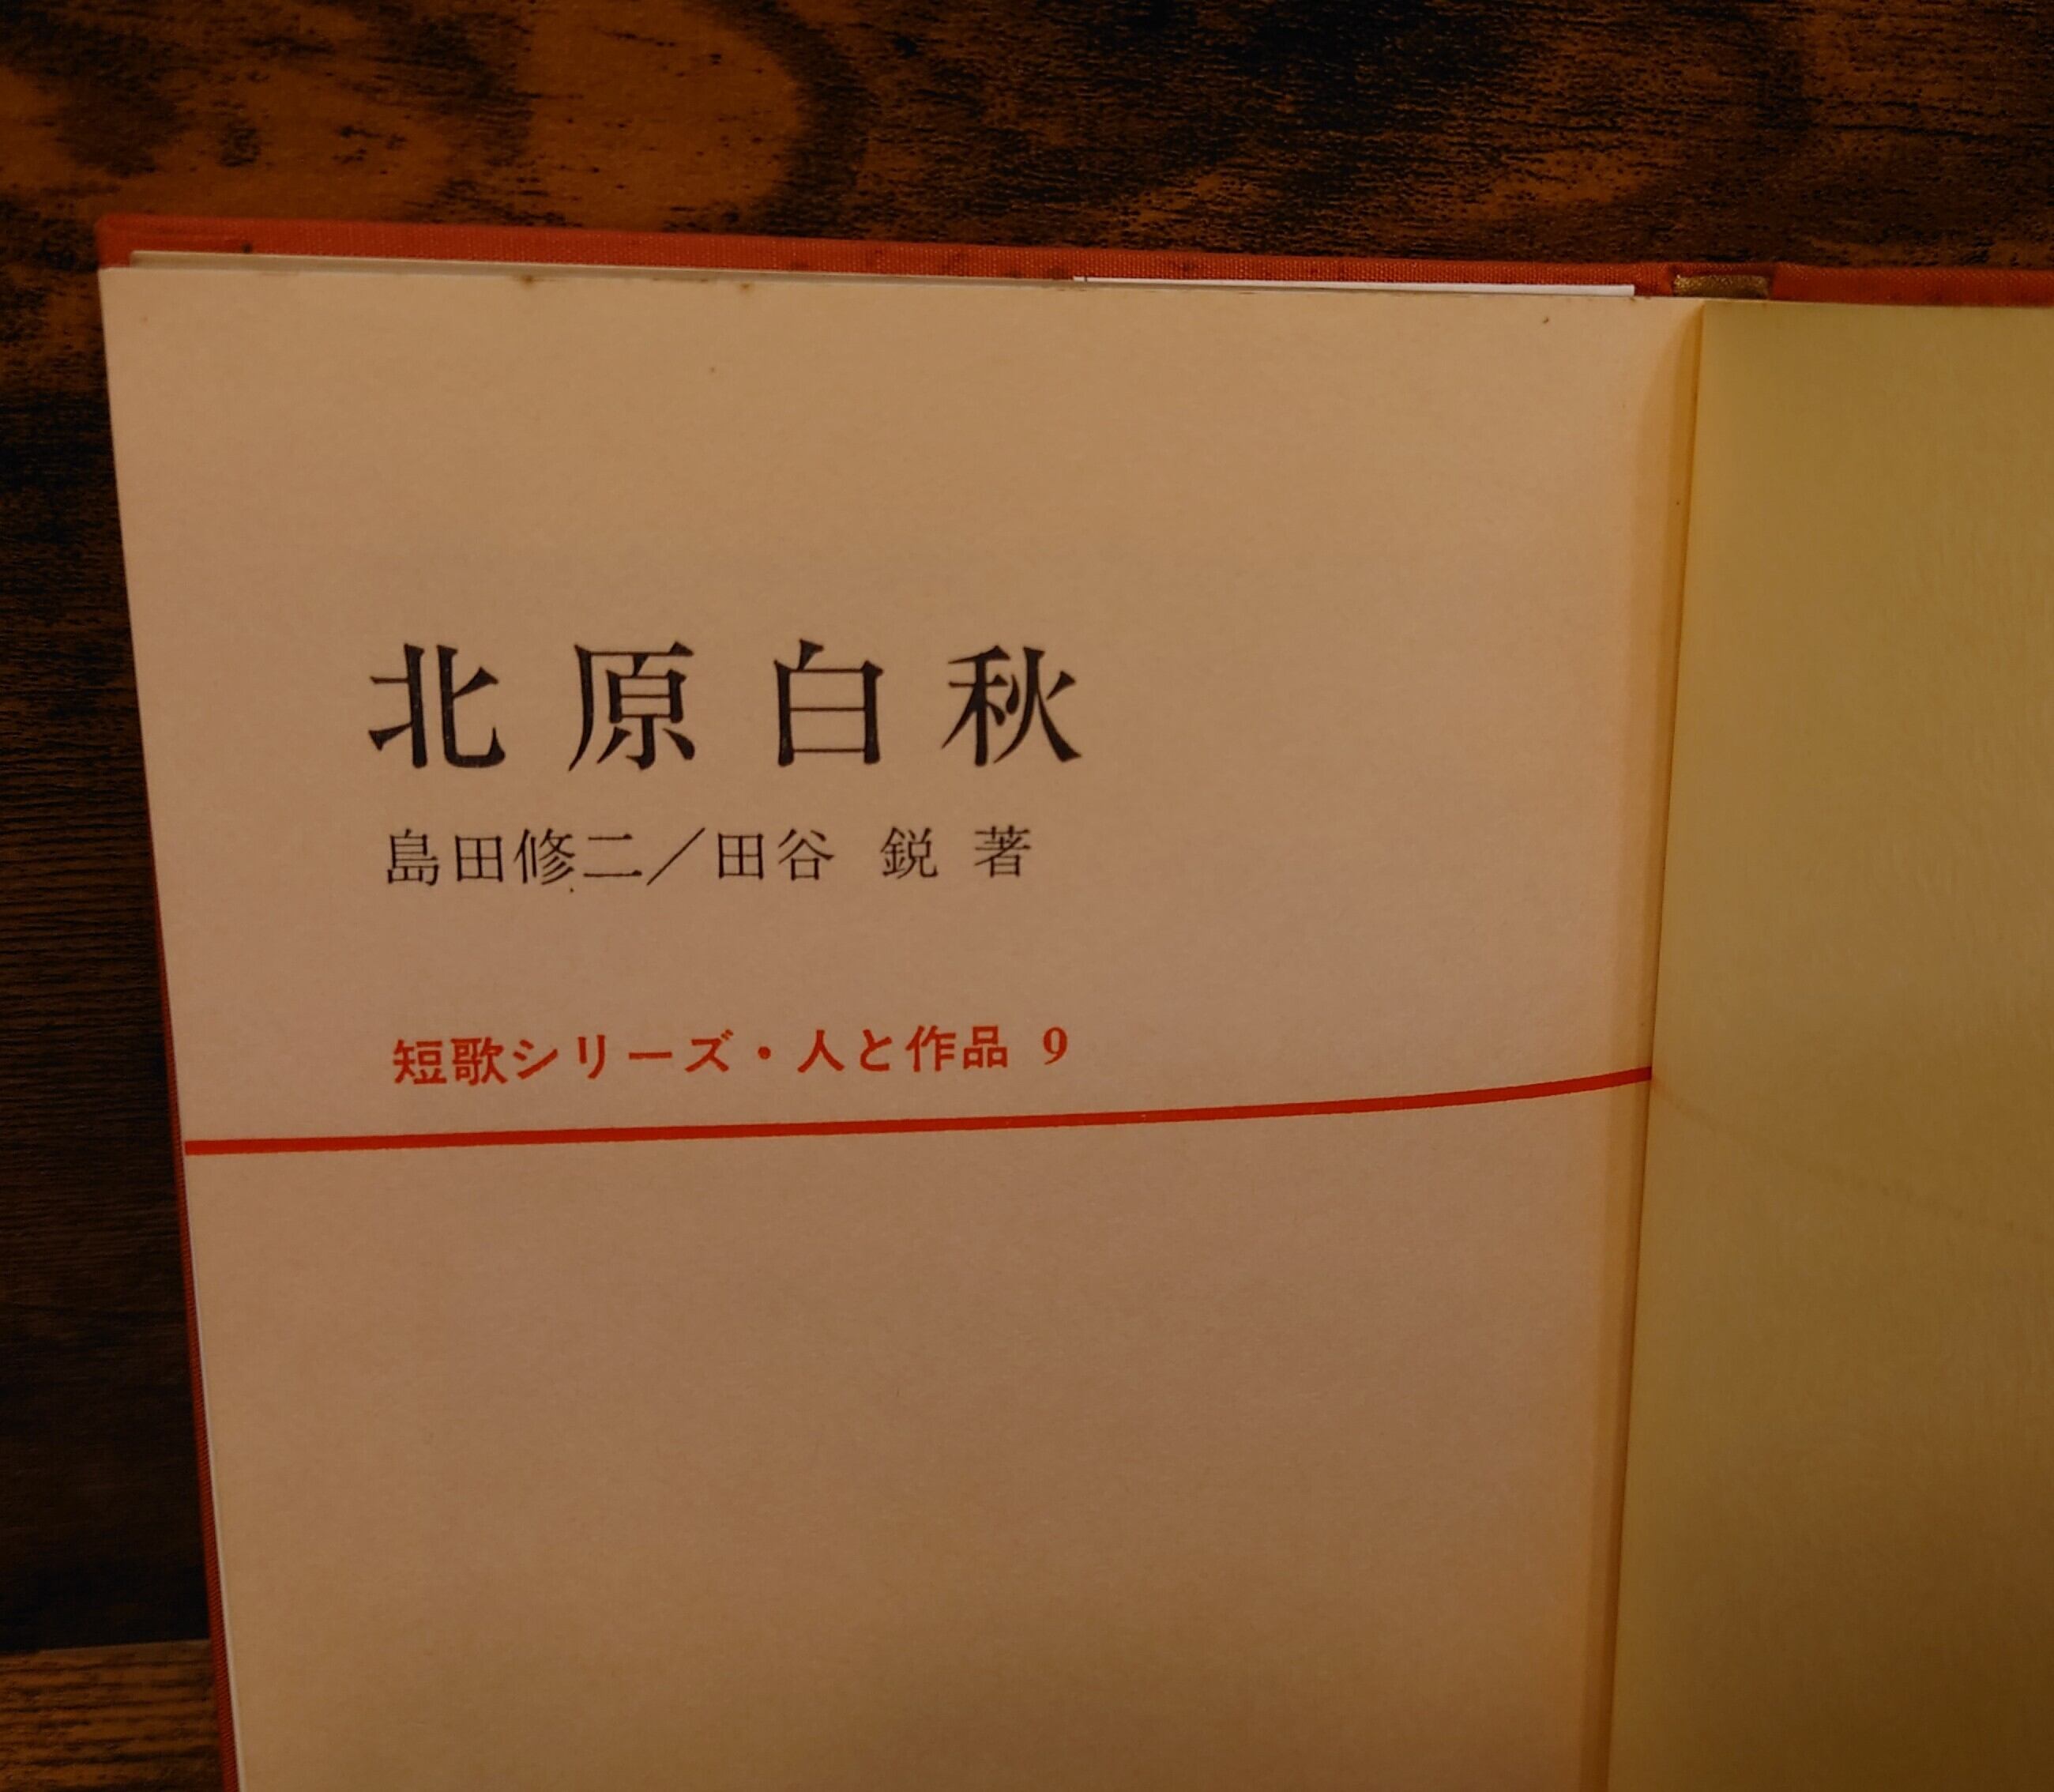 北原白秋
島田修二／田谷 鋭 著
短歌シリーズ・人と作品 9